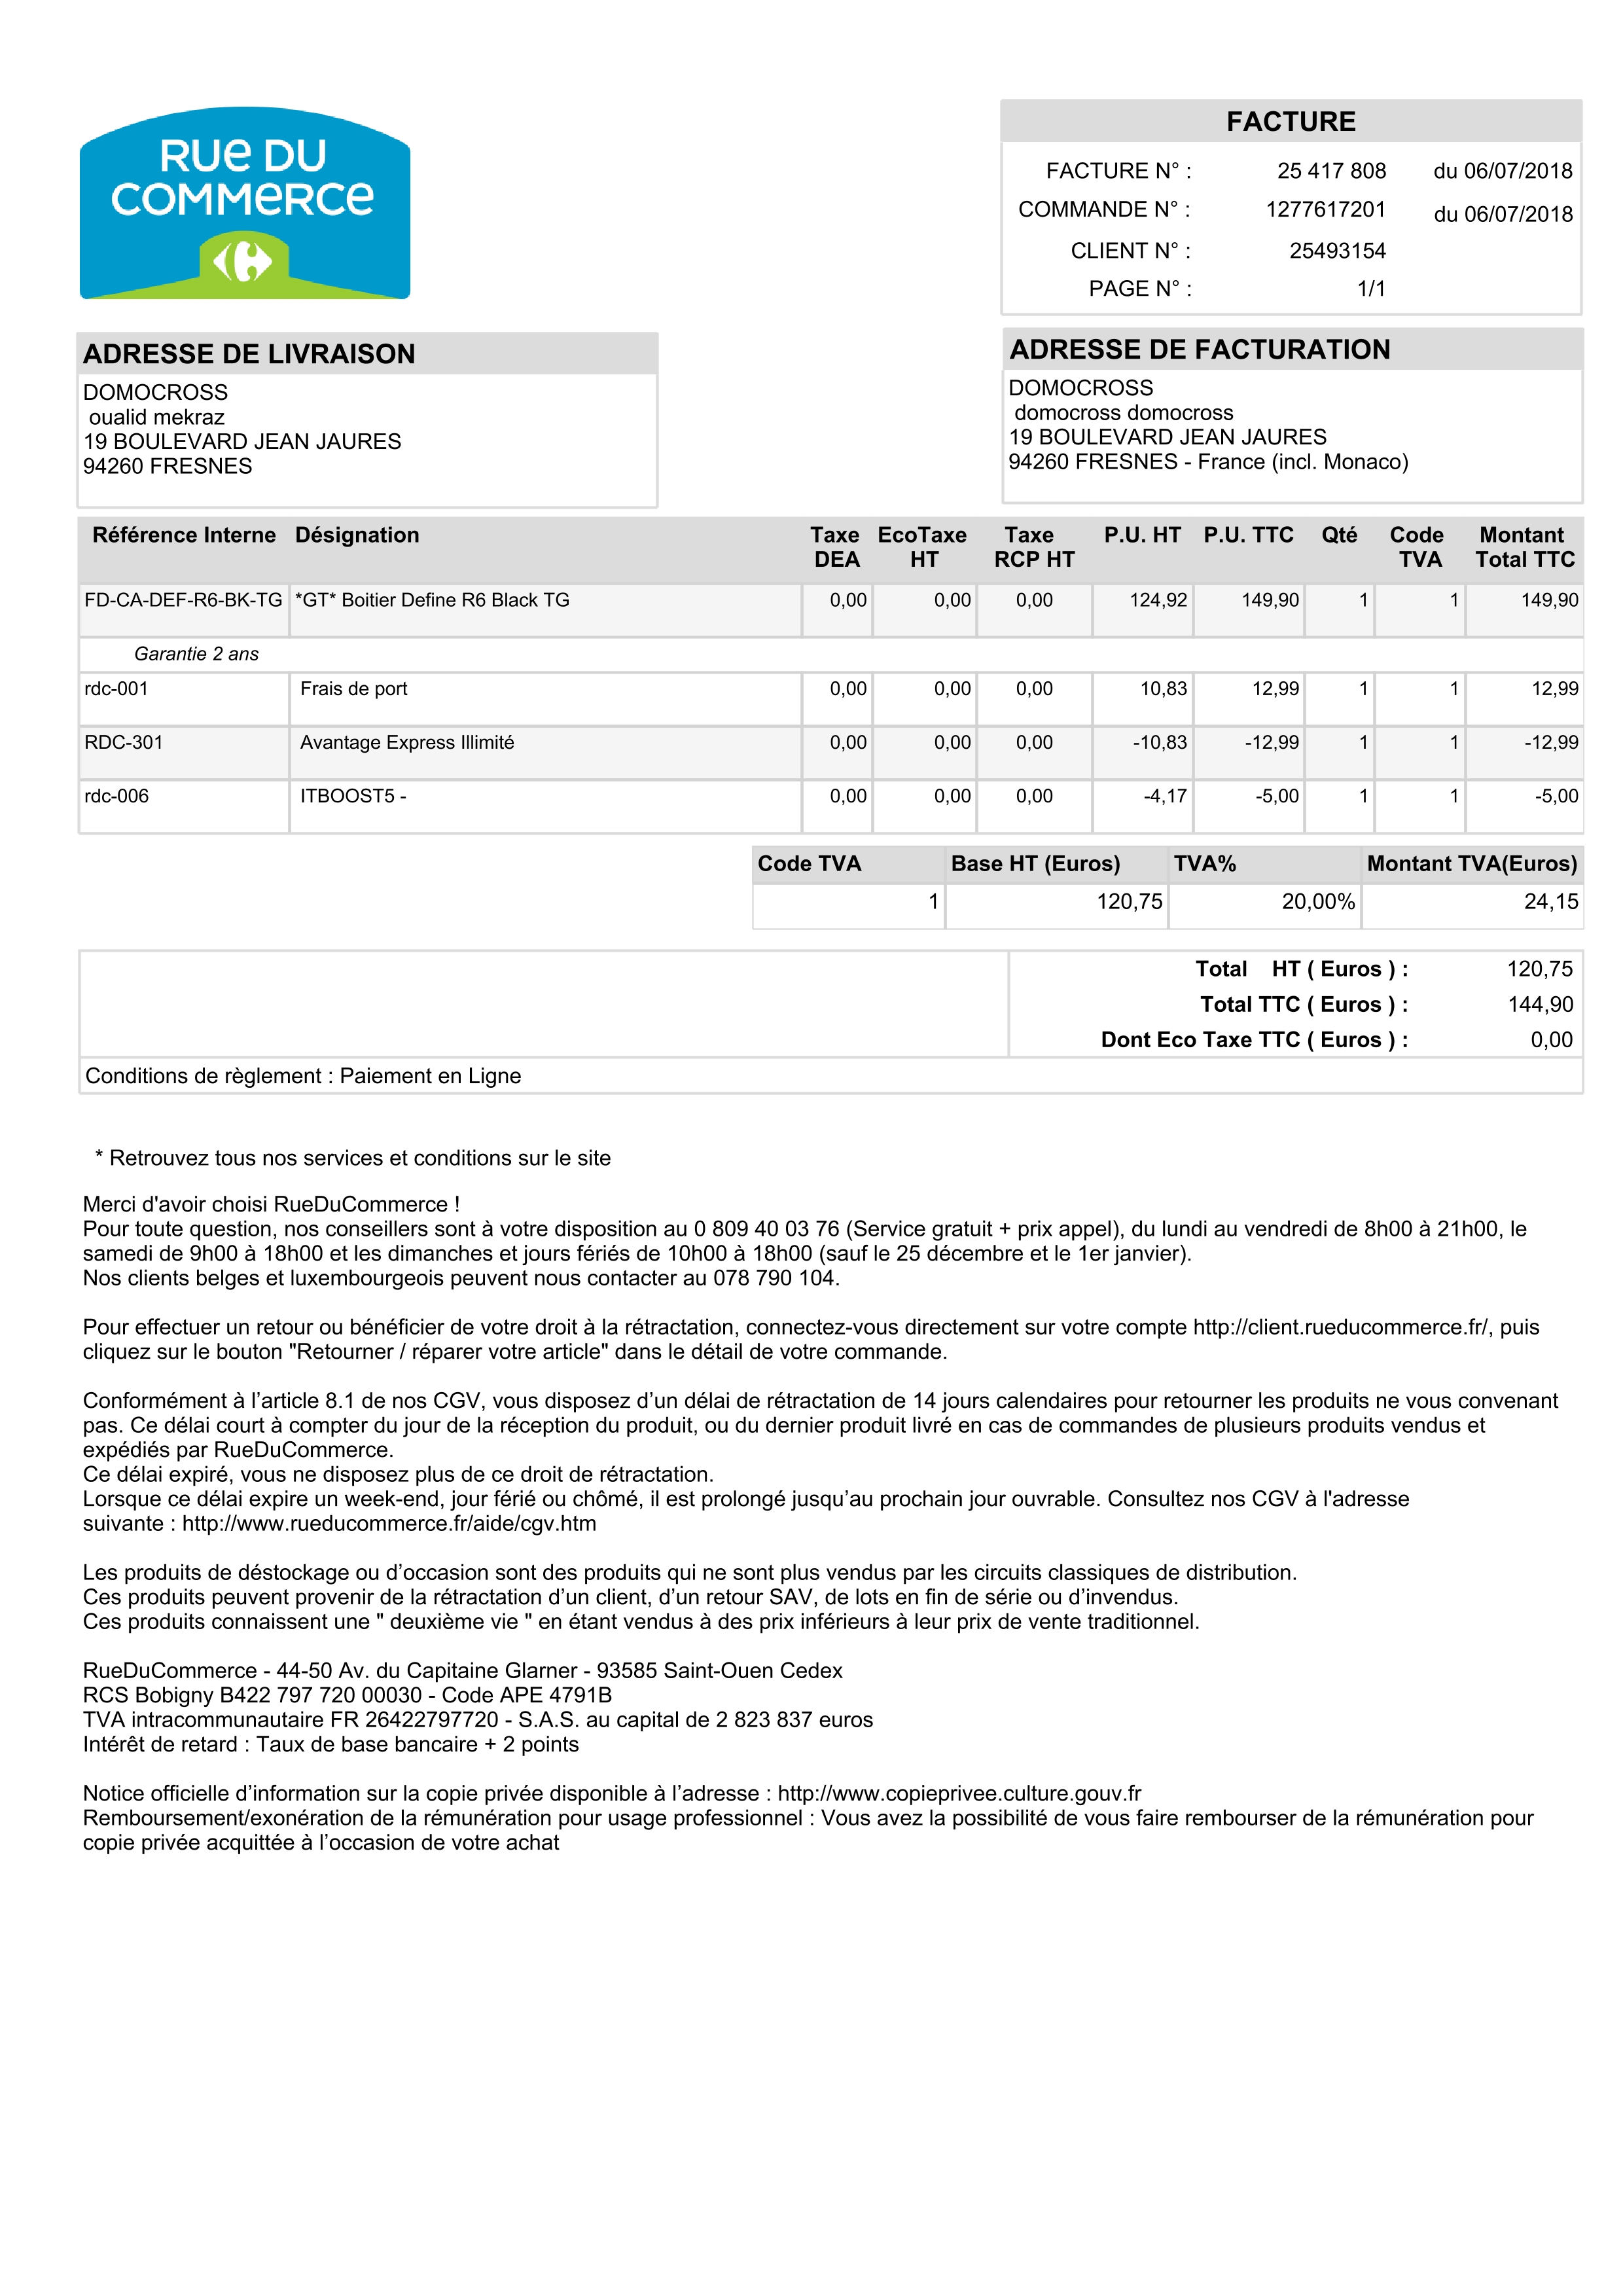 RUE DU
COMMERCE
FACTURE
FACTURE N° : 25 417 808 du 06/07/2018
COMMANDE N° : 1277617201 du 06/07/2018
CLIENT N° : 25493154
PAGE N° : 1/1
ADRESSE DE LIVRAISON
DOMOCROSS
oualid mekraz
19 BOULEVARD JEAN JAURES
94260 FRESNES
ADRESSE DE FACTURATION
DOMOCROSS
domocross domocross
19 BOULEVARD JEAN JAURES
94260 FRESNES - France (incl. Monaco)
Référence Interne Désignation Taxe DEA EcoTaxe HT Taxe RCP HT P.U. HT P.U. TTC Qté Code TVA Montant Total TTC
FD-CA-DEF-R6-BK-TG *GT* Boitier Define R6 Black TG 0,00 0,00 0,00 124,92 149,90 1 1 149,90
Garantie 2 ans
rdc-001 Frais de port 0,00 0,00 0,00 10,83 12,99 1 1 12,99
RDC-301 Avantage Express Illimité 0,00 0,00 0,00 -10,83 -12,99 1 1 -12,99
rdc-006 ITBOOST5 - 0,00 0,00 0,00 -4,17 -5,00 1 1 -5,00
Code TVA Base HT (Euros) TVA% Montant TVA(Euros)
1 120,75 20,00% 24,15
Total HT ( Euros ) : 120,75
Total TTC ( Euros ) : 144,90
Dont Eco Taxe TTC ( Euros ) : 0,00
Conditions de règlement : Paiement en Ligne
* Retrouvez tous nos services et conditions sur le site
Merci d'avoir choisi RueDuCommerce !
Pour toute question, nos conseillers sont à votre disposition au 0 809 40 03 76 (Service gratuit + prix appel), du lundi au vendredi de 8h00 à 21h00, le
samedi de 9h00 à 18h00 et les dimanches et jours fériés de 10h00 à 18h00 (sauf le 25 décembre et le 1er janvier).
Nos clients belges et luxembourgeois peuvent nous contacter au 078 790 104.
Pour effectuer un retour ou bénéficier de votre droit à la rétractation, connectez-vous directement sur votre compte http://client.rueducommerce.fr/, puis
cliquez sur le bouton "Retourner / réparer votre article" dans le détail de votre commande.
Conformément à l’article 8.1 de nos CGV, vous disposez d’un délai de rétractation de 14 jours calendaires pour retourner les produits ne vous convenant
pas. Ce délai court à compter du jour de la réception du produit, ou du dernier produit livré en cas de commandes de plusieurs produits vendus et
expédiés par RueDuCommerce.
Ce délai expiré, vous ne disposez plus de ce droit de rétractation.
Lorsque ce délai expire un week-end, jour férié ou chômé, il est prolongé jusqu’au prochain jour ouvrable. Consultez nos CGV à l'adresse
suivante : http://www.rueducommerce.fr/aide/cgv.htm
Les produits de déstockage ou d’occasion sont des produits qui ne sont plus vendus par les circuits classiques de distribution.
Ces produits peuvent provenir de la rétractation d’un client, d’un retour SAV, de lots en fin de série ou d’invendus.
Ces produits connaissent une " deuxième vie " en étant vendus à des prix inférieurs à leur prix de vente traditionnel.
RueDuCommerce - 44-50 Av. du Capitaine Glarner - 93585 Saint-Ouen Cedex
RCS Bobigny B422 797 720 00030 - Code APE 4791B
TVA intracommunautaire FR 26422797720 - S.A.S. au capital de 2 823 837 euros
Intérêt de retard : Taux de base bancaire + 2 points
Notice officielle d’information sur la copie privée disponible à l’adresse : http://www.copieprivee.culture.gouv.fr
Remboursement/exonération de la rémunération pour usage professionnel : Vous avez la possibilité de vous faire rembourser de la rémunération pour
copie privée acquittée à l’occasion de votre achat